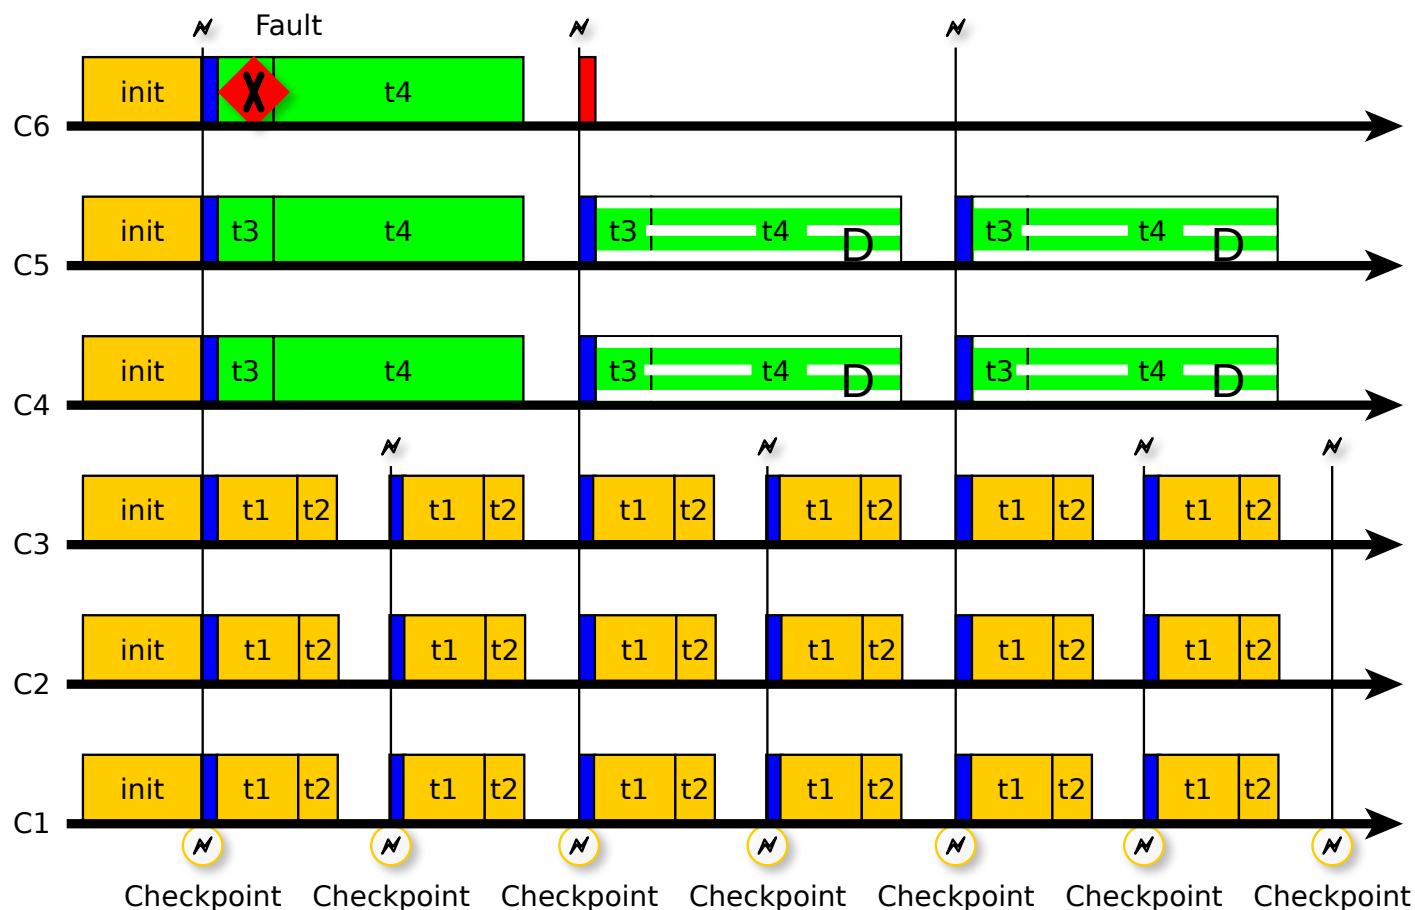 Fault
init X t4
C6
init t3 t4 t3 t4 D t3 t4 D
C5
init t3 t4 t3 t4 D t3 t4 D
C4
init t1 t2 t1 t2 t1 t2 t1 t2 t1 t2 t1 t2
C3
init t1 t2 t1 t2 t1 t2 t1 t2 t1 t2 t1 t2
C2
init t1 t2 t1 t2 t1 t2 t1 t2 t1 t2 t1 t2
C1
Checkpoint Checkpoint Checkpoint Checkpoint Checkpoint Checkpoint Checkpoint